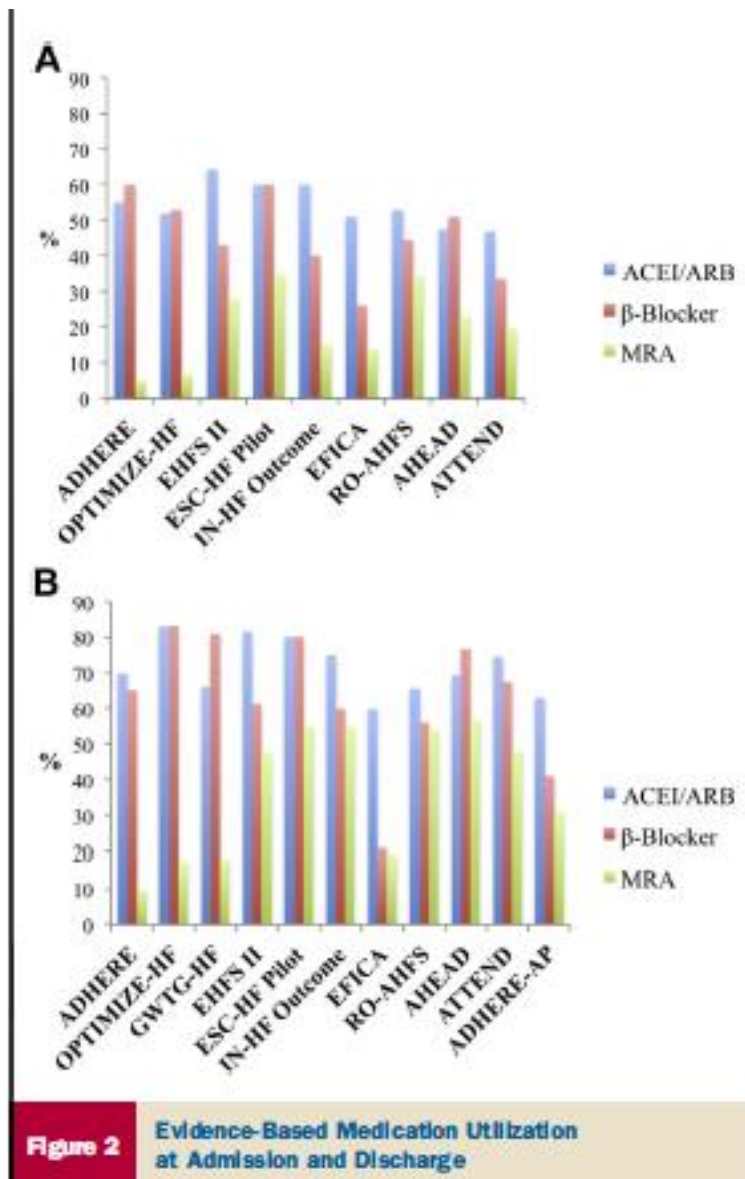 A
90
80
70
60
50
%
40
30
20
10
0
ADHERE
OPTIMIZE-HF
EHFS II
ESC-HF Pilot
IN-HF Outcome
EFICA
RO-AHFS
AHEAD
ATTEND
ACEI/ARB
β-Blocker
MRA
B
90
80
70
60
50
%
40
30
20
10
0
ADHERE
OPTIMIZE-HF
GWTG-HF
EHFS II
ESC-HF Pilot
IN-HF Outcome
EFICA
RO-AHFS
AHEAD
ATTEND
ADHERE-AP
ACEI/ARB
β-Blocker
MRA
Figure 2
Evidence-Based Medication Utilization
at Admission and Discharge